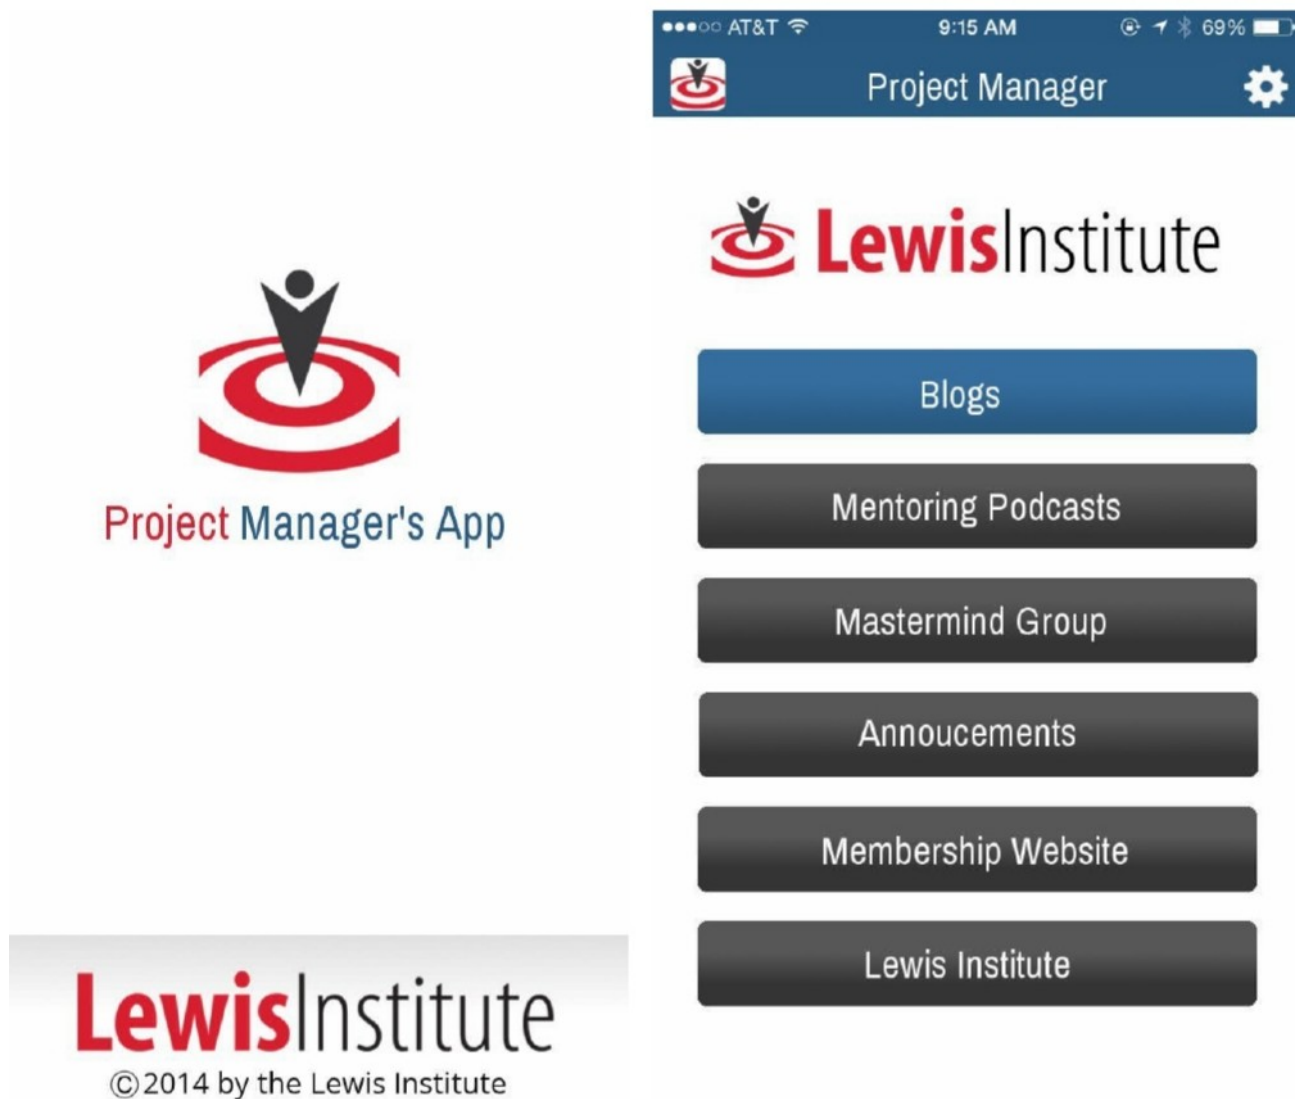 Project Manager's App
LewisInstitute
©2014 by the Lewis Institute
AT&T 9:15 AM 69%
Project Manager
LewisInstitute
Blogs
Mentoring Podcasts
Mastermind Group
Annoucements
Membership Website
Lewis Institute